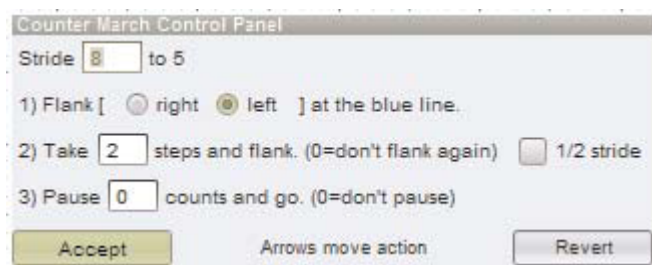 Counter March Control Panel
Stride 8 to 5
1) Flank [ right left ] at the blue line.
2) Take 2 steps and flank. (0=don't flank again) 1/2 stride
3) Pause 0 counts and go. (0=don't pause)
Accept Arrows move action Revert